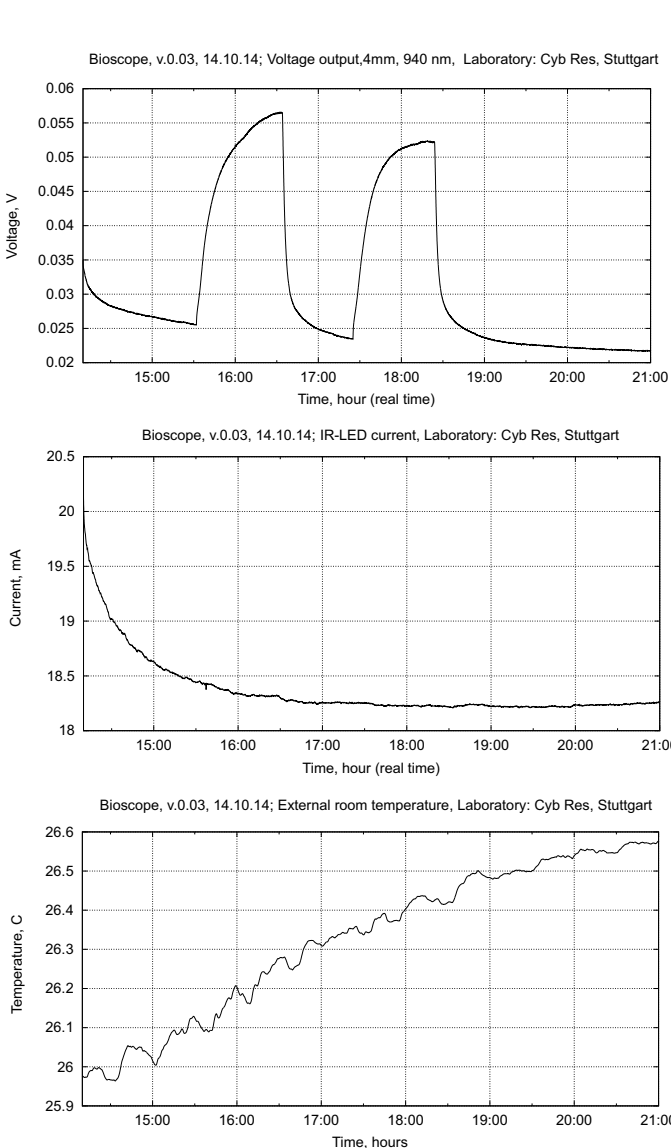 Bioscope, v.0.03, 14.10.14; Voltage output,4mm, 940 nm,  Laboratory: Cyb Res, Stuttgart
0.06
0.055
0.05
0.045
0.04
0.035
0.03
0.025
0.02
Voltage, V
15:00 16:00 17:00 18:00 19:00 20:00 21:00
Time, hour (real time)
Bioscope, v.0.03, 14.10.14; IR-LED current, Laboratory: Cyb Res, Stuttgart
20.5
20
19.5
19
18.5
18
Current, mA
15:00 16:00 17:00 18:00 19:00 20:00 21:0
Time, hour (real time)
Bioscope, v.0.03, 14.10.14; External room temperature, Laboratory: Cyb Res, Stuttgart
26.6
26.5
26.4
26.3
26.2
26.1
26
25.9
Temperature, C
15:00 16:00 17:00 18:00 19:00 20:00 21:00
Time, hours